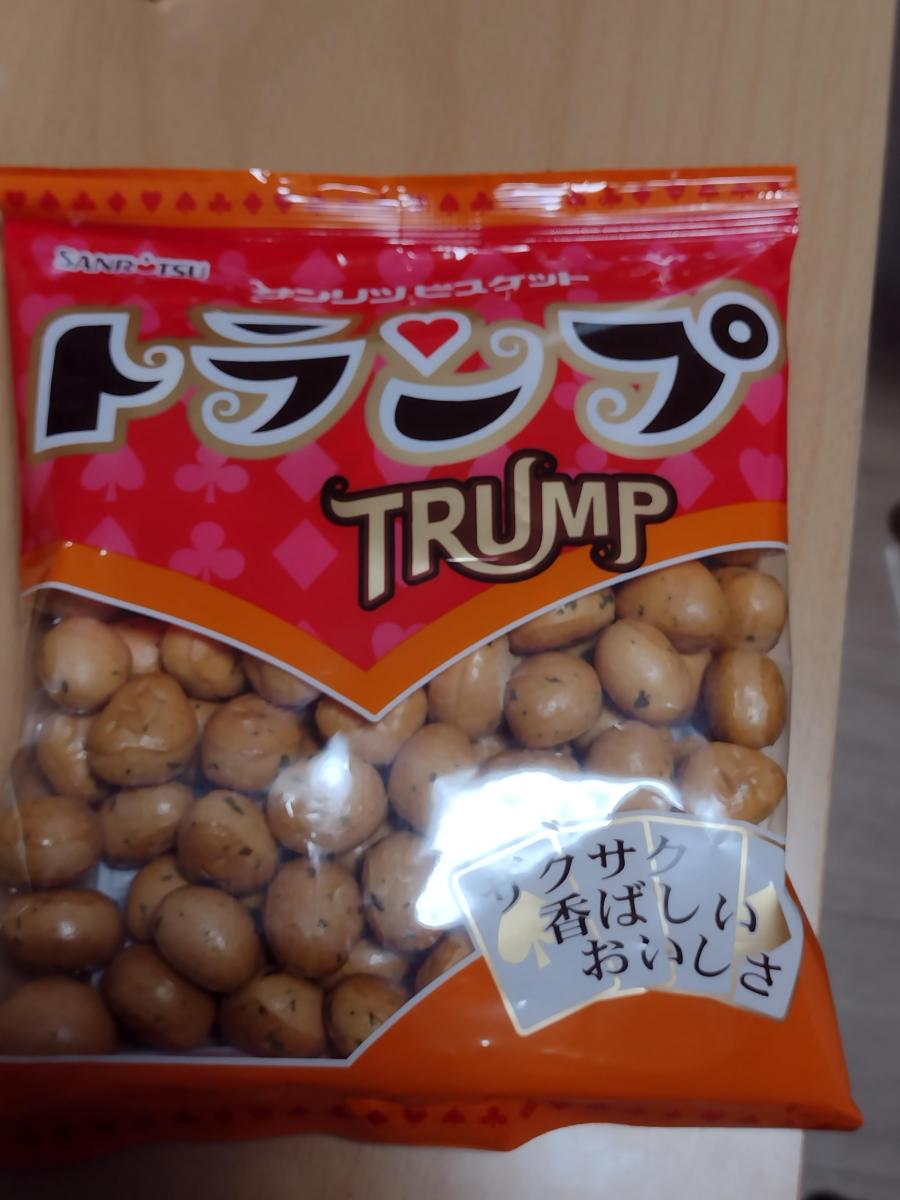 SANRITSU
サンリツ ビスケット
トランプ
TRUMP
サクサク
香ばしい
おいしさ